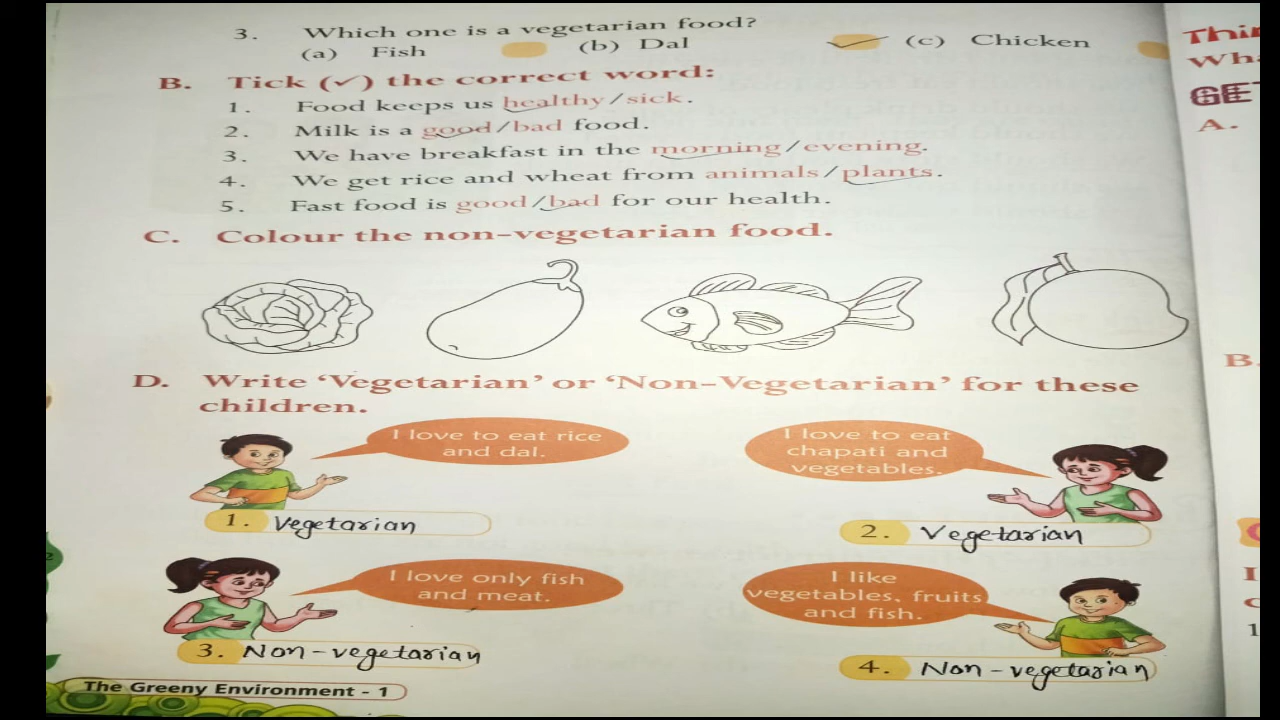 3. Which one is a vegetarian food?
(a) Fish (b) Dal (c) Chicken
B. Tick (✓) the correct word:
1. Food keeps us healthy/sick.
2. Milk is a good/bad food.
3. We have breakfast in the morning/evening.
4. We get rice and wheat from animals/plants.
5. Fast food is good/bad for our health.
C. Colour the non-vegetarian food.
D. Write ‘Vegetarian’ or ‘Non-Vegetarian’ for these
children.
I love to eat rice
and dal.
1. Vegetarian
I love to eat
chapati and
vegetables.
2. Vegetarian
I love only fish
and meat.
3. Non-vegetarian
I like
vegetables, fruits
and fish.
4. Non-vegetarian
The Greeny Environment - 1
A.
B.